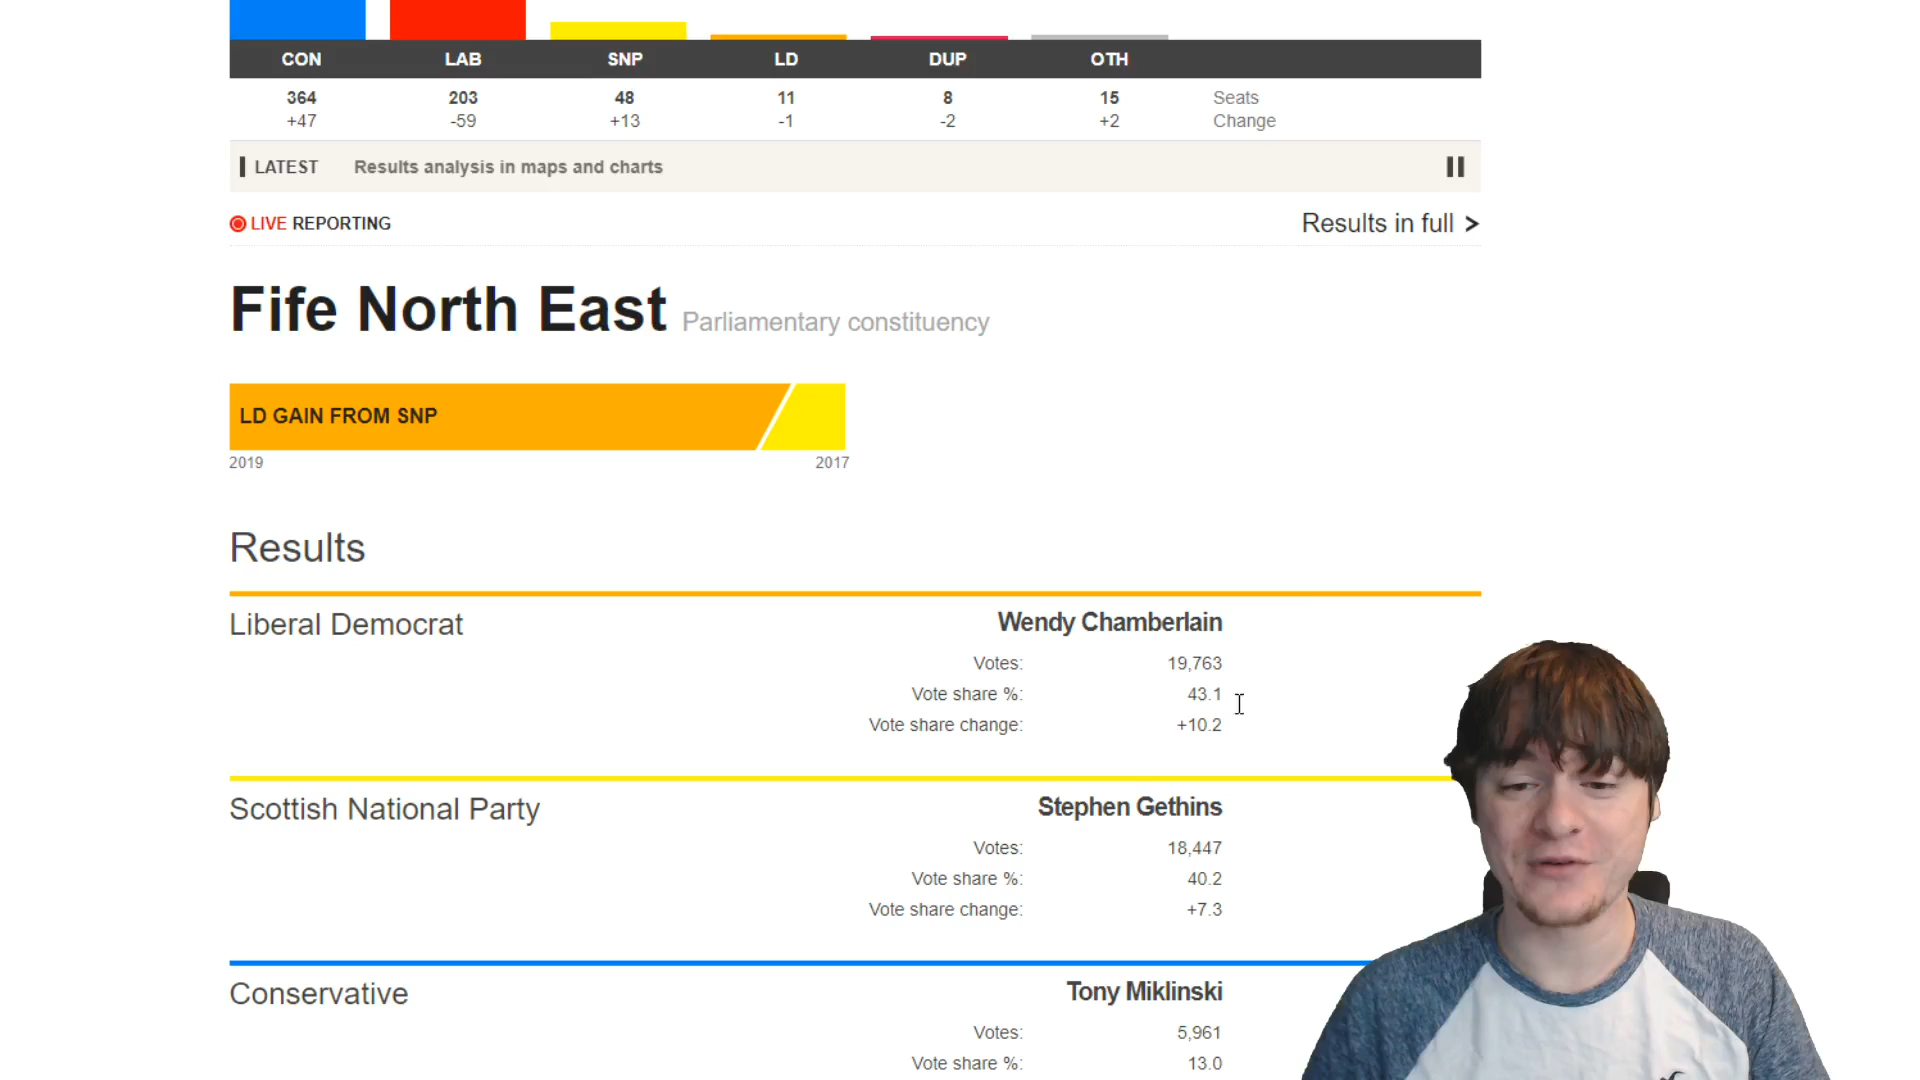 CON LAB SNP LD DUP OTH
364 203 48 11 8 15 Seats
+47 -59 +13 -1 -2 +2 Change
LATEST Results analysis in maps and charts
LIVE REPORTING Results in full >
Fife North East Parliamentary constituency
LD GAIN FROM SNP
2019 2017
Results
Liberal Democrat Wendy Chamberlain
Votes: 19,763
Vote share %: 43.1
Vote share change: +10.2
Scottish National Party Stephen Gethins
Votes: 18,447
Vote share %: 40.2
Vote share change: +7.3
Conservative Tony Miklinski
Votes: 5,961
Vote share %: 13.0